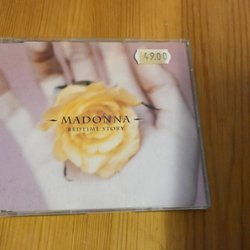 49.00
- MADONNA -
BEDTIME STORY